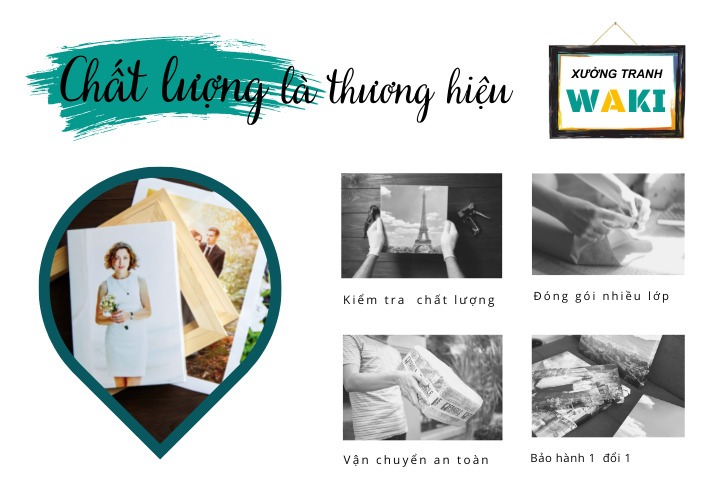 Chất lượng là thương hiệu
XƯỞNG TRANH
WAKI
Kiểm tra chất lượng
Đóng gói nhiều lớp
Vận chuyển an toàn
Bảo hành 1 đổi 1